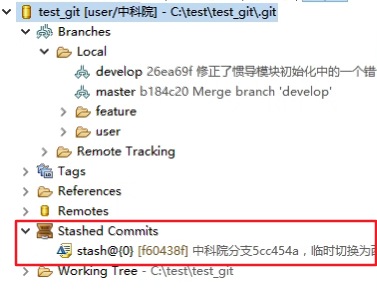 test_git [user/中科院] - C:\test\test_git\.git
Branches
Local
develop 26ea69f 修正了惯导模块初始化中的一个错
master b184c20 Merge branch 'develop'
feature
user
Remote Tracking
Tags
References
Remotes
Stashed Commits
stash@{0} [f60438f] 中科院分支5cc454a，临时切换为
Working Tree - C:\test\test_git